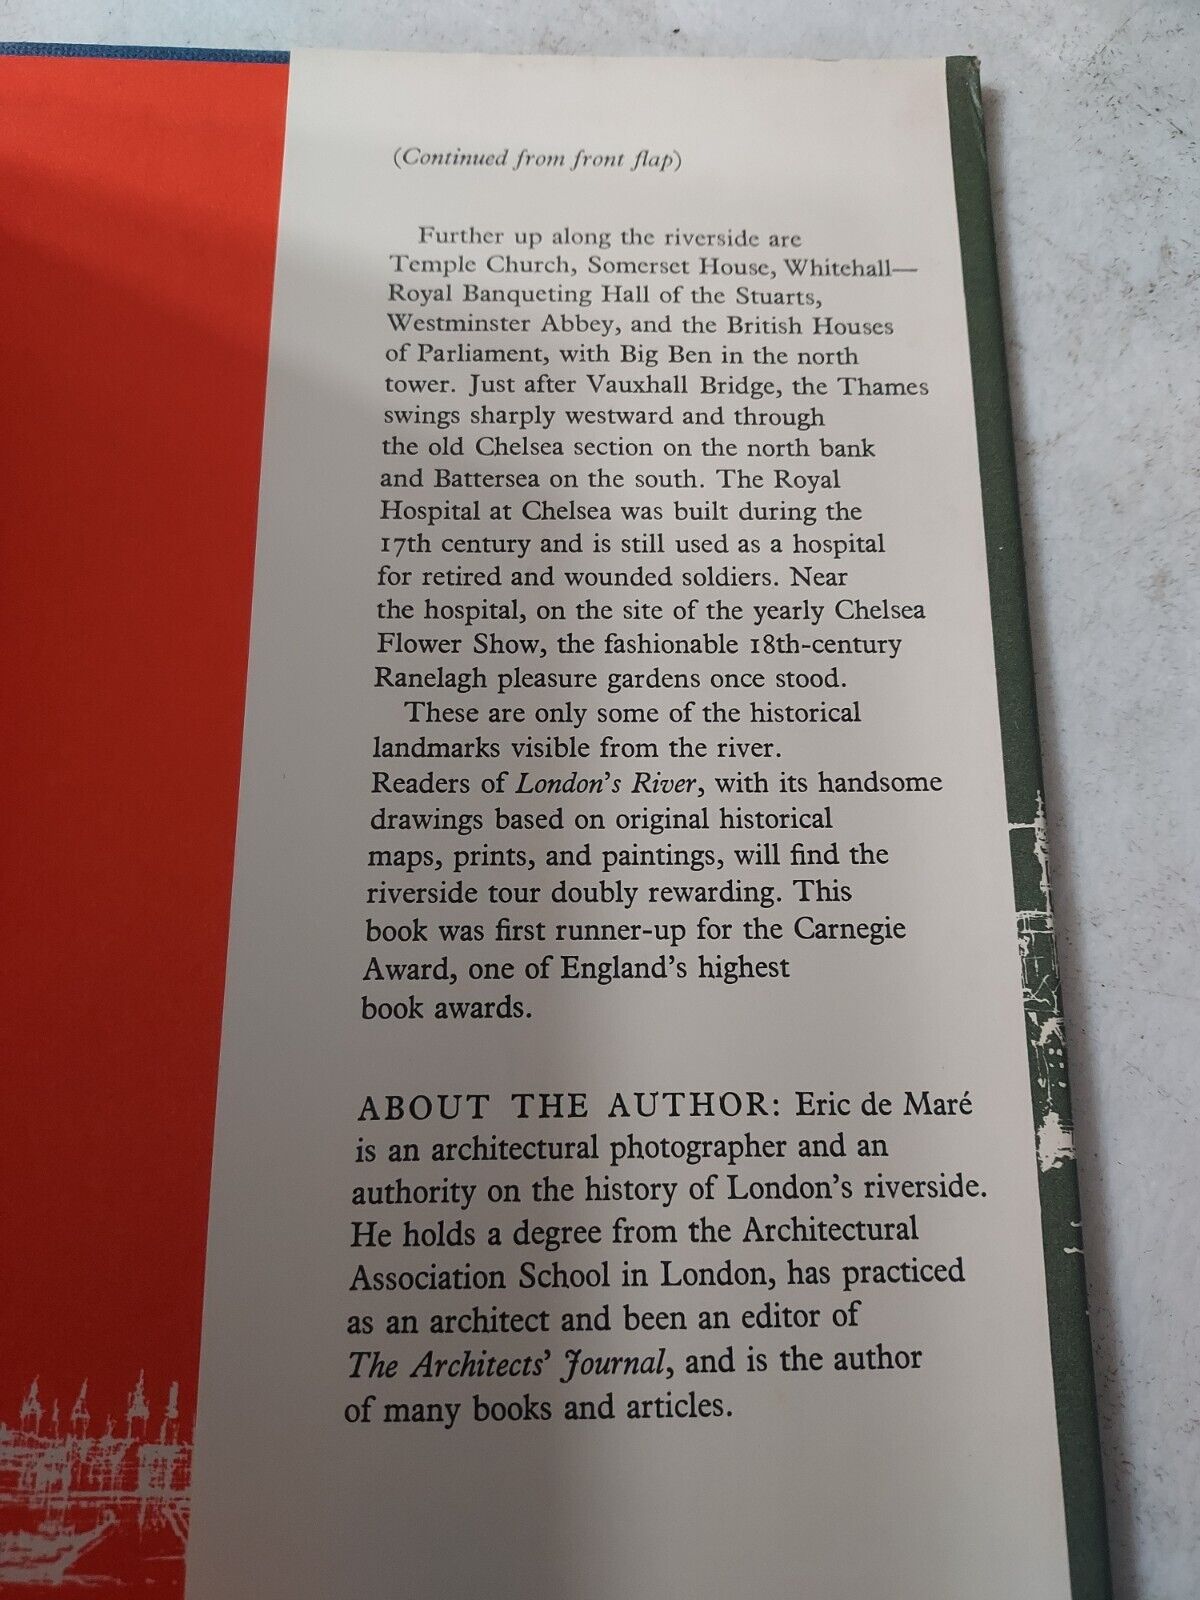 (Continued from front flap)
Further up along the riverside are
Temple Church, Somerset House, Whitehall—
Royal Banqueting Hall of the Stuarts,
Westminster Abbey, and the British Houses
of Parliament, with Big Ben in the north
tower. Just after Vauxhall Bridge, the Thames
swings sharply westward and through
the old Chelsea section on the north bank
and Battersea on the south. The Royal
Hospital at Chelsea was built during the
17th century and is still used as a hospital
for retired and wounded soldiers. Near
the hospital, on the site of the yearly Chelsea
Flower Show, the fashionable 18th-century
Ranelagh pleasure gardens once stood.
These are only some of the historical
landmarks visible from the river.
Readers of London's River, with its handsome
drawings based on original historical
maps, prints, and paintings, will find the
riverside tour doubly rewarding. This
book was first runner-up for the Carnegie
Award, one of England's highest
book awards.
ABOUT THE AUTHOR: Eric de Maré
is an architectural photographer and an
authority on the history of London's riverside.
He holds a degree from the Architectural
Association School in London, has practiced
as an architect and been an editor of
The Architects' Journal, and is the author
of many books and articles.